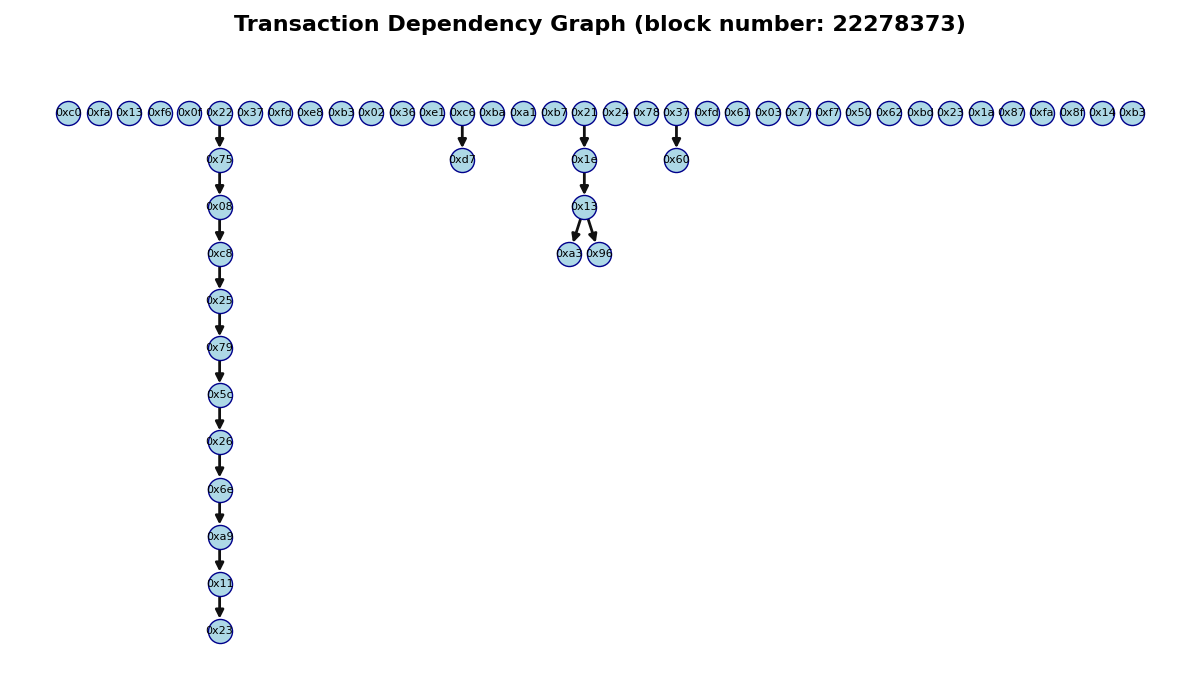 Transaction Dependency Graph (block number: 22278373)
0xc0 0xfa 0x13 0xf6 0x0f 0x22 0x37 0xfd 0xe8 0xb3 0x02 0x36 0xe1 0xc6 0xba 0xa1 0xb7 0x21 0x24 0x78 0x37 0xfd 0x61 0x03 0x77 0xf7 0x50 0x62 0xbd 0x23 0x1a 0x87 0xfa 0x8f 0x14 0xb3
0x75 0xd7 0x1e 0x60
0x08 0x13
0xc8 0xa3 0x96
0x25
0x79
0x5c
0x26
0x6e
0xa9
0x11
0x23